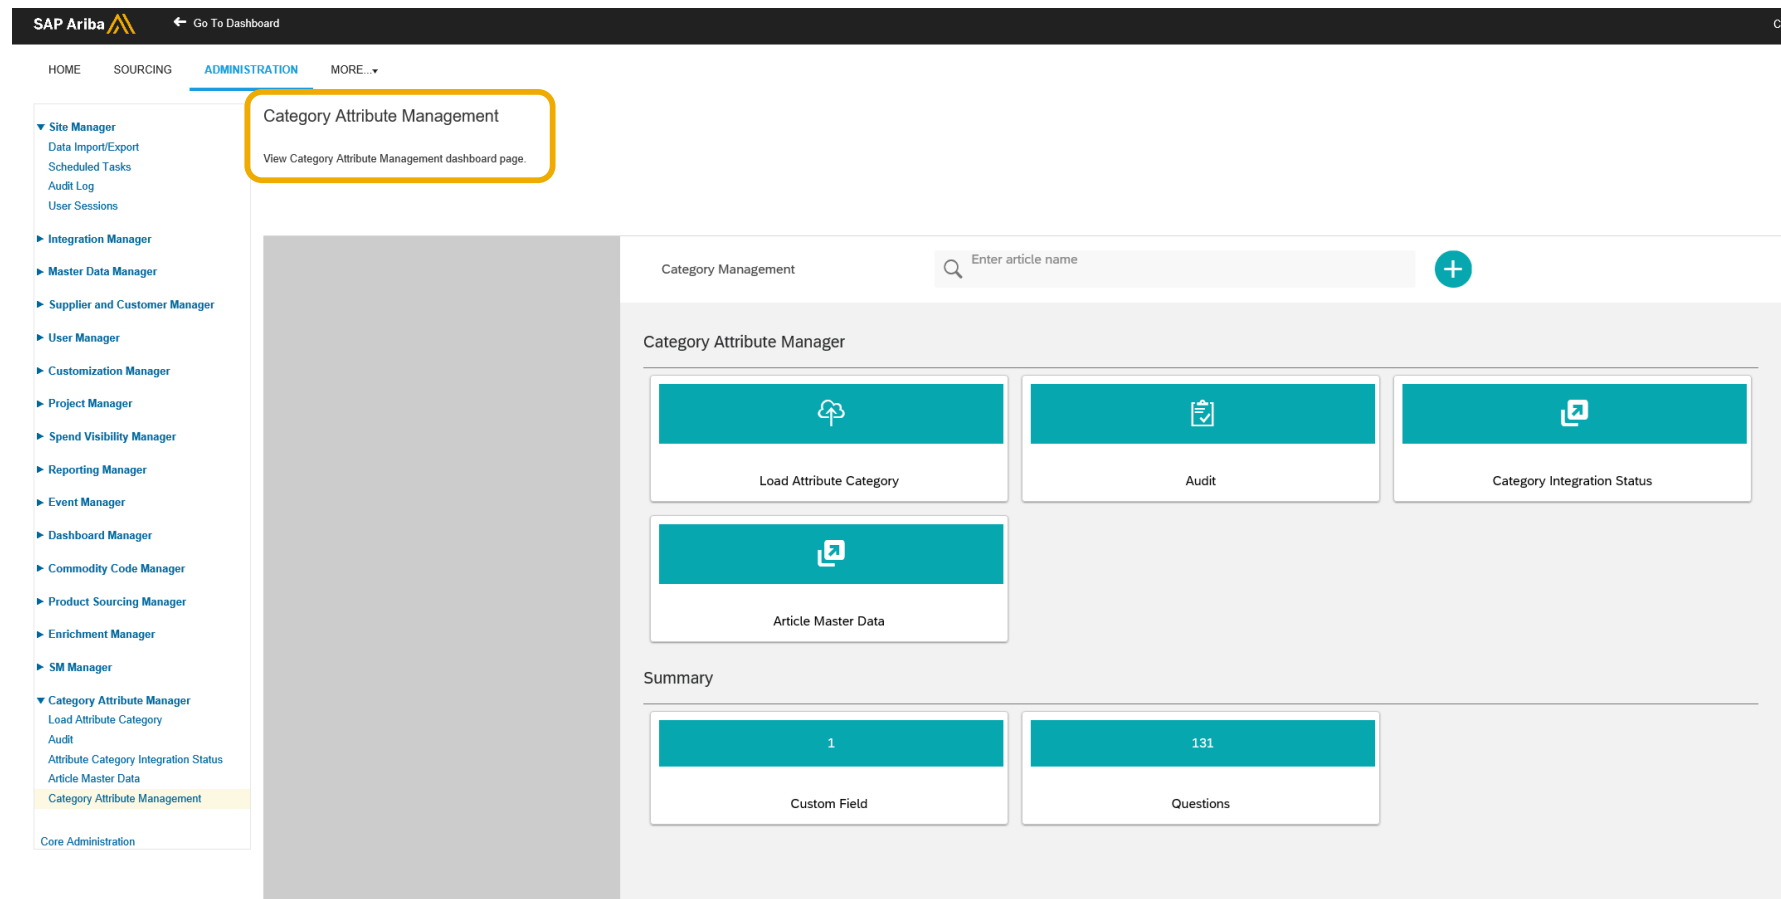 SAP Ariba
Go To Dashboard
C
HOME SOURCING ADMINISTRATION MORE...
Category Attribute Management
View Category Attribute Management dashboard page.
Site Manager
Data Import/Export
Scheduled Tasks
Audit Log
User Sessions
Integration Manager
Master Data Manager
Supplier and Customer Manager
User Manager
Customization Manager
Project Manager
Spend Visibility Manager
Reporting Manager
Event Manager
Dashboard Manager
Commodity Code Manager
Product Sourcing Manager
Enrichment Manager
SM Manager
Category Attribute Manager
Load Attribute Category
Audit
Attribute Category Integration Status
Article Master Data
Category Attribute Management
Core Administration
Category Management
Enter article name
Category Attribute Manager
Load Attribute Category
Audit
Category Integration Status
Article Master Data
Summary
1
Custom Field
131
Questions